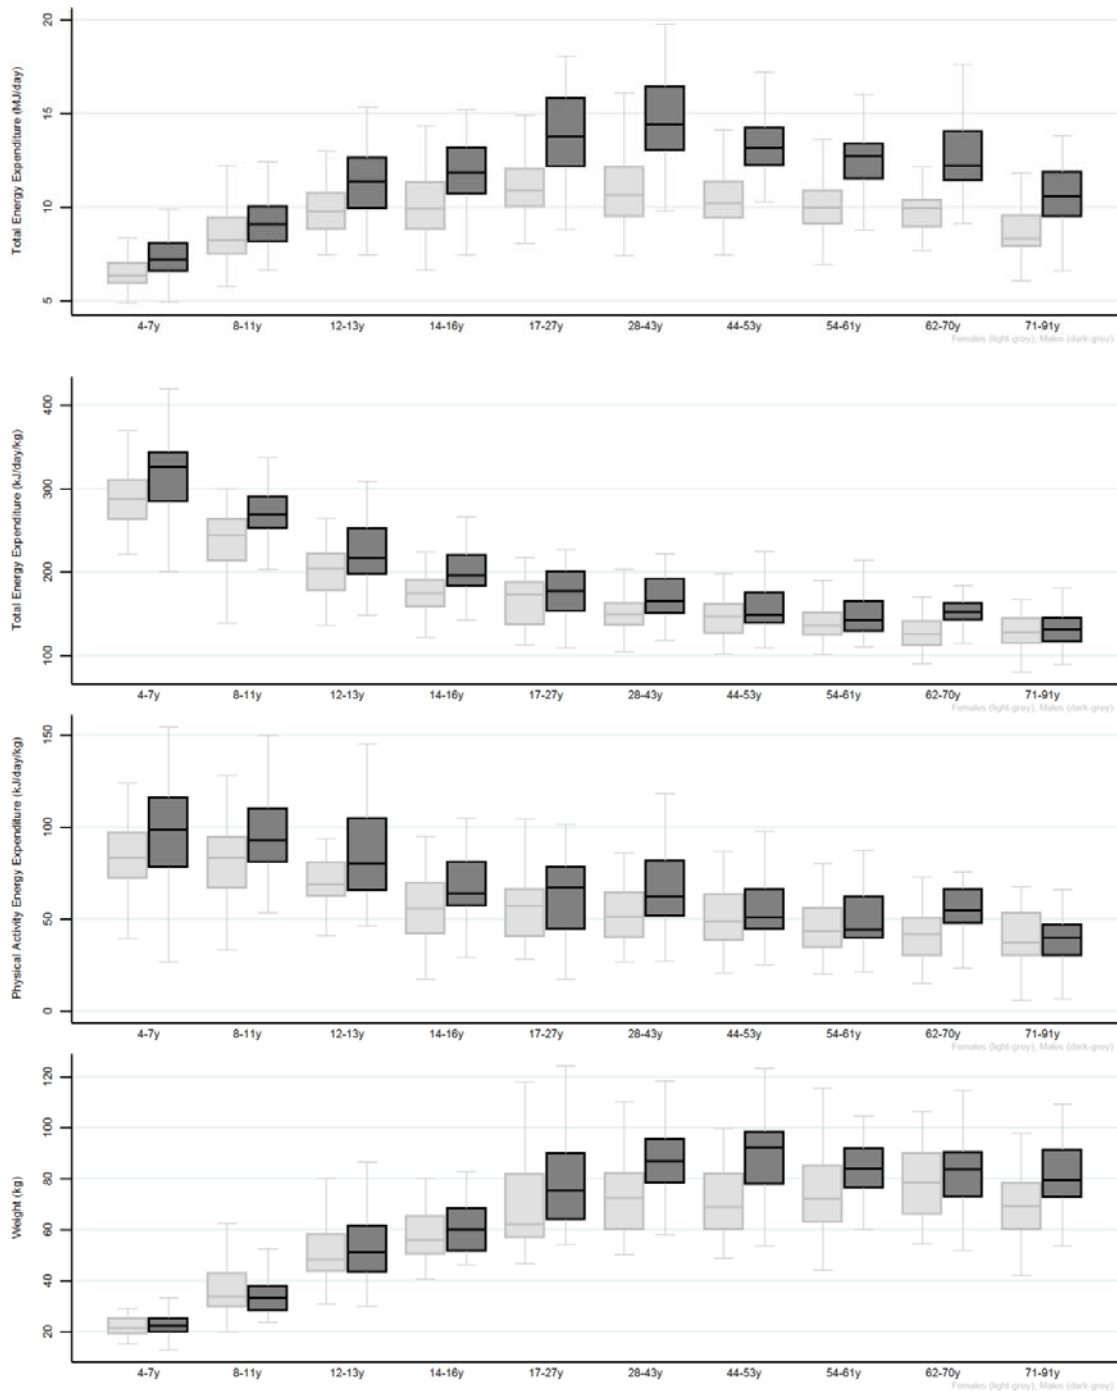 Total Energy Expenditure (MJ/day)
20
15
10
5
4-7y 8-11y 12-13y 14-16y 17-27y 28-43y 44-53y 54-61y 62-70y 71-91y
Females (light-grey), Males (dark-grey)
Total Energy Expenditure (kJ/day/kg)
400
300
200
100
4-7y 8-11y 12-13y 14-16y 17-27y 28-43y 44-53y 54-61y 62-70y 71-91y
Females (light-grey), Males (dark-grey)
Physical Activity Energy Expenditure (kJ/day/kg)
150
100
50
0
4-7y 8-11y 12-13y 14-16y 17-27y 28-43y 44-53y 54-61y 62-70y 71-91y
Females (light-grey), Males (dark-grey)
Weight (kg)
120
100
80
60
40
20
4-7y 8-11y 12-13y 14-16y 17-27y 28-43y 44-53y 54-61y 62-70y 71-91y
Females (light-grey), Males (dark-grey)